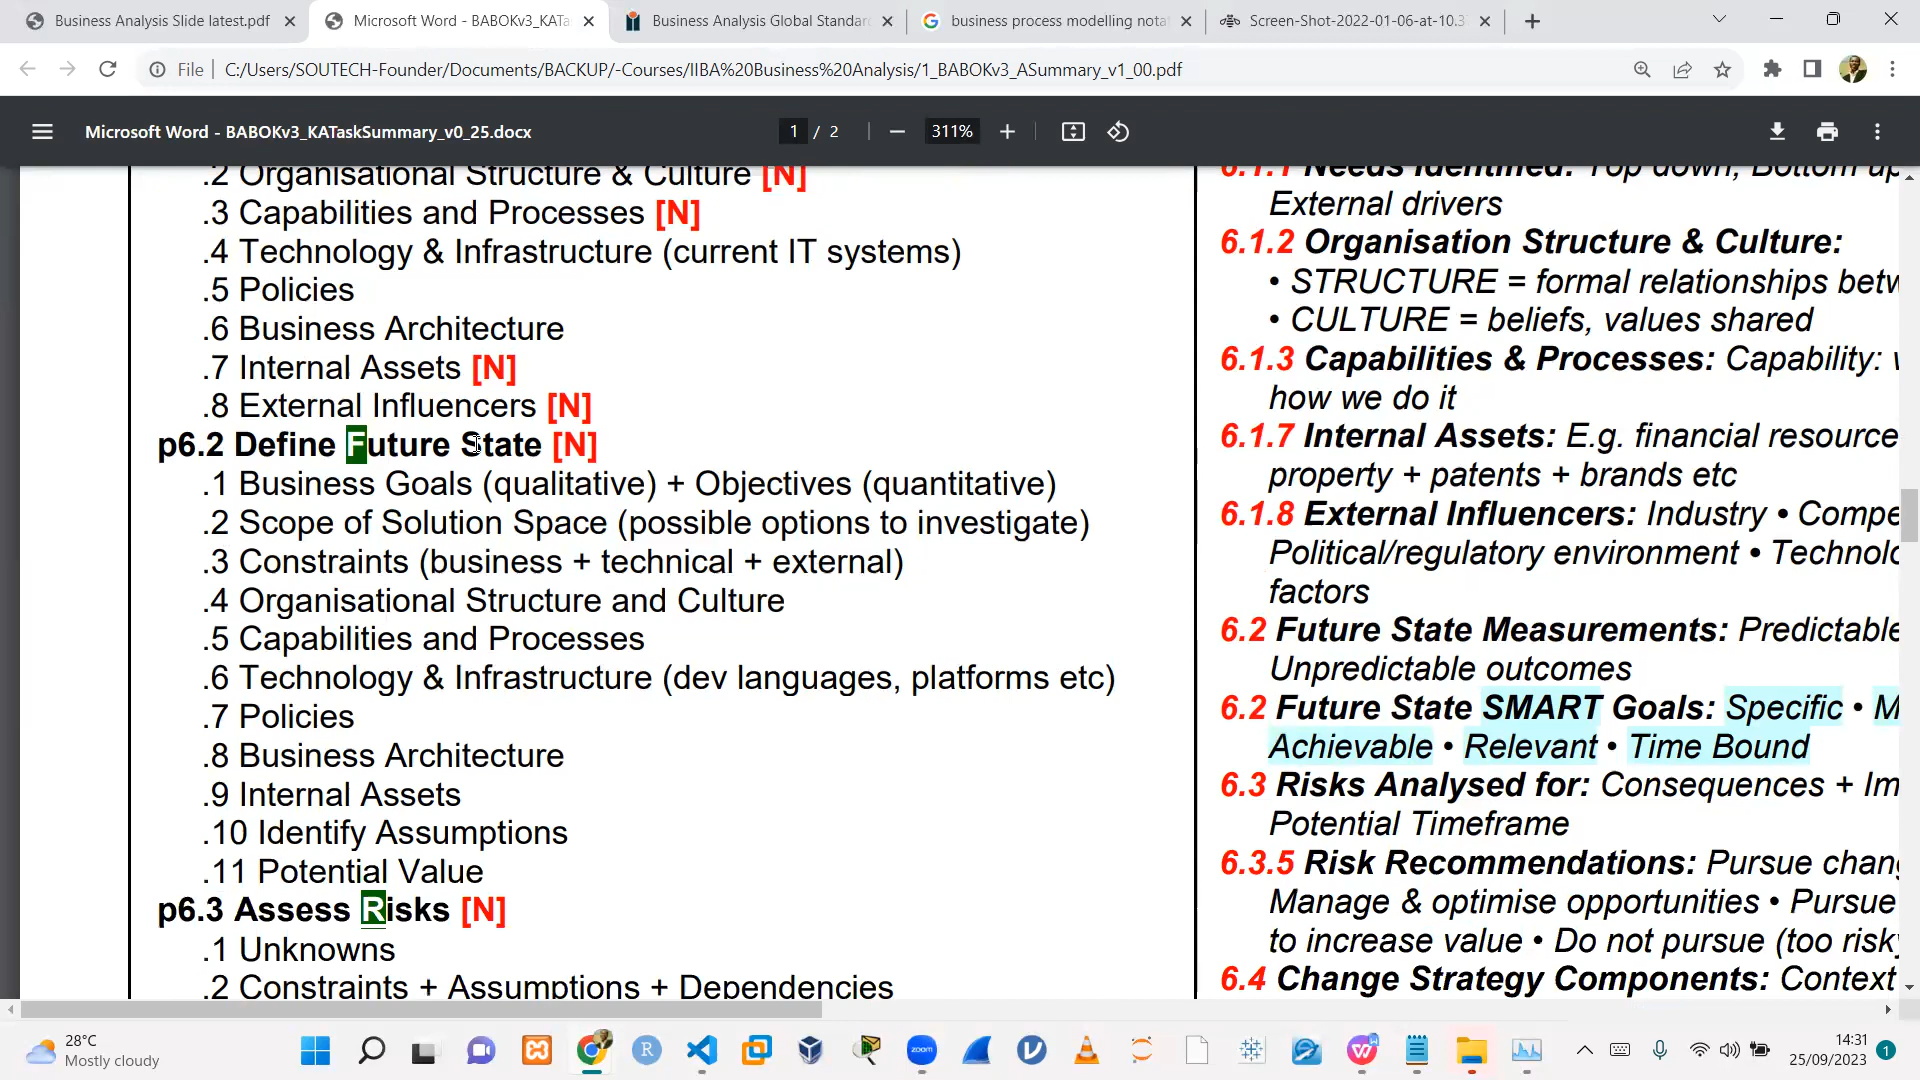 Business Analysis Slide latest.pdf
Microsoft Word - BABOKv3_KATa
Business Analysis Global Standar
business process modelling nota
Screen-Shot-2022-01-06-at-10.3
File
C:/Users/SOUTECH-Founder/Documents/BACKUP/-Courses/IIBA%20Business%20Analysis/1_BABOKv3_ASummary_v1_00.pdf
Microsoft Word - BABOKv3_KATaskSummary_v0_25.docx
1 / 2
311%
.2 Organisational Structure & Culture [N]
.3 Capabilities and Processes [N]
.4 Technology & Infrastructure (current IT systems)
.5 Policies
.6 Business Architecture
.7 Internal Assets [N]
.8 External Influencers [N]
p6.2 Define Future State [N]
.1 Business Goals (qualitative) + Objectives (quantitative)
.2 Scope of Solution Space (possible options to investigate)
.3 Constraints (business + technical + external)
.4 Organisational Structure and Culture
.5 Capabilities and Processes
.6 Technology & Infrastructure (dev languages, platforms etc)
.7 Policies
.8 Business Architecture
.9 Internal Assets
.10 Identify Assumptions
.11 Potential Value
p6.3 Assess Risks [N]
.1 Unknowns
.2 Constraints + Assumptions + Dependencies
6.1.1 Needs Identified: Top down, Bottom up
External drivers
6.1.2 Organisation Structure & Culture:
• STRUCTURE = formal relationships betw
• CULTURE = beliefs, values shared
6.1.3 Capabilities & Processes: Capability:
how we do it
6.1.7 Internal Assets: E.g. financial resource
property + patents + brands etc
6.1.8 External Influencers: Industry • Compe
Political/regulatory environment • Technolo
factors
6.2 Future State Measurements: Predictable
Unpredictable outcomes
6.2 Future State SMART Goals: Specific • M
Achievable • Relevant • Time Bound
6.3 Risks Analysed for: Consequences + Im
Potential Timeframe
6.3.5 Risk Recommendations: Pursue chan
Manage & optimise opportunities • Pursue
to increase value • Do not pursue (too risky
6.4 Change Strategy Components: Context
28°C
Mostly cloudy
zoom
14:31
25/09/2023
1